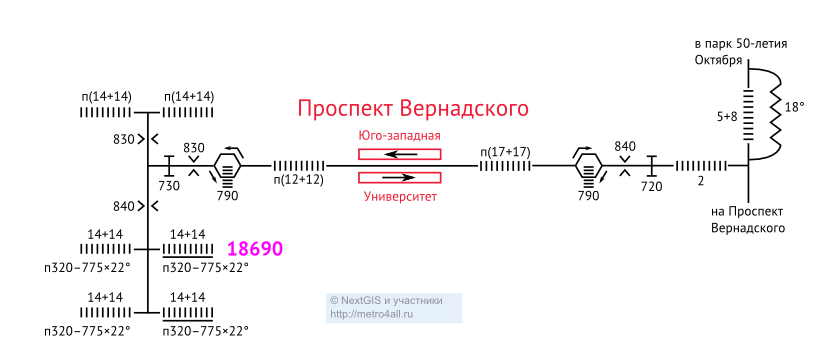 в парк 50-летия
Октября
п(14+14)
п(14+14)
Проспект Вернадского
18°
5+8
Юго-западная
830
830
840
п(17+17)
730
790
п(12+12)
790
720
2
Университет
840
на Проспект
Вернадского
14+14
14+14
18690
п320–775×22°
п320–775×22°
14+14
14+14
п320–775×22°
п320–775×22°
© NextGIS и участники
http://metro4all.ru